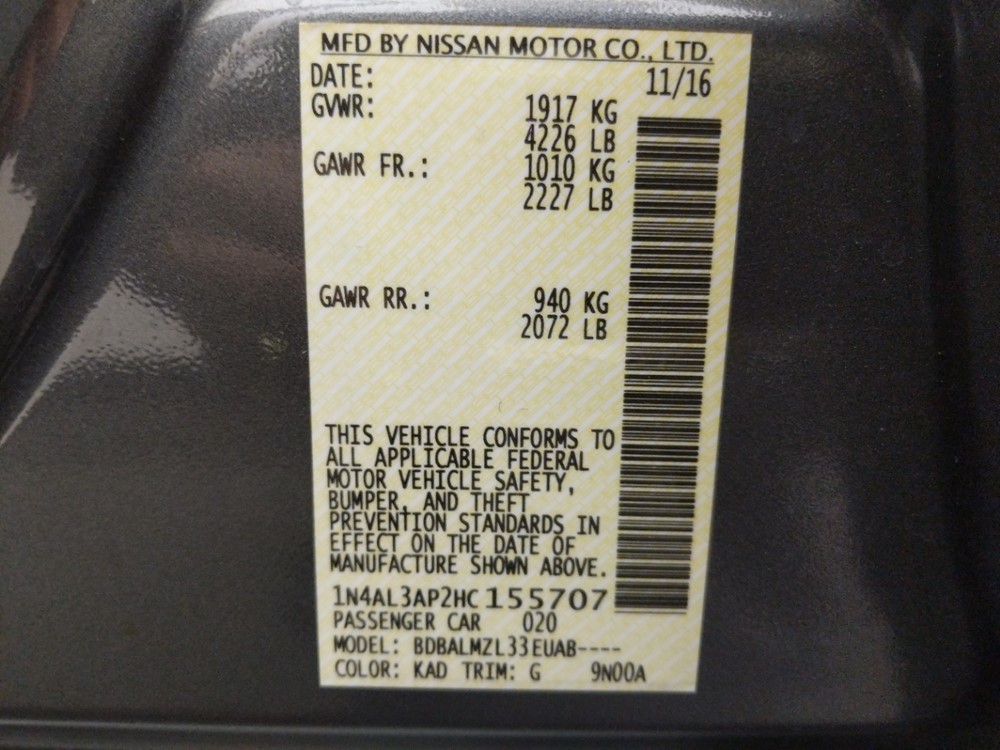 MFD BY NISSAN MOTOR CO., LTD.
DATE: 11/16
GVWR: 1917 KG
4226 LB
GAWR FR.: 1010 KG
2227 LB
GAWR RR.: 940 KG
2072 LB
THIS VEHICLE CONFORMS TO
ALL APPLICABLE FEDERAL
MOTOR VEHICLE SAFETY,
BUMPER, AND THEFT
PREVENTION STANDARDS IN
EFFECT ON THE DATE OF
MANUFACTURE SHOWN ABOVE.
1N4AL3AP2HC155707
PASSENGER CAR 020
MODEL: BDBALMZL33EUAB----
COLOR: KAD TRIM: G 9N00A